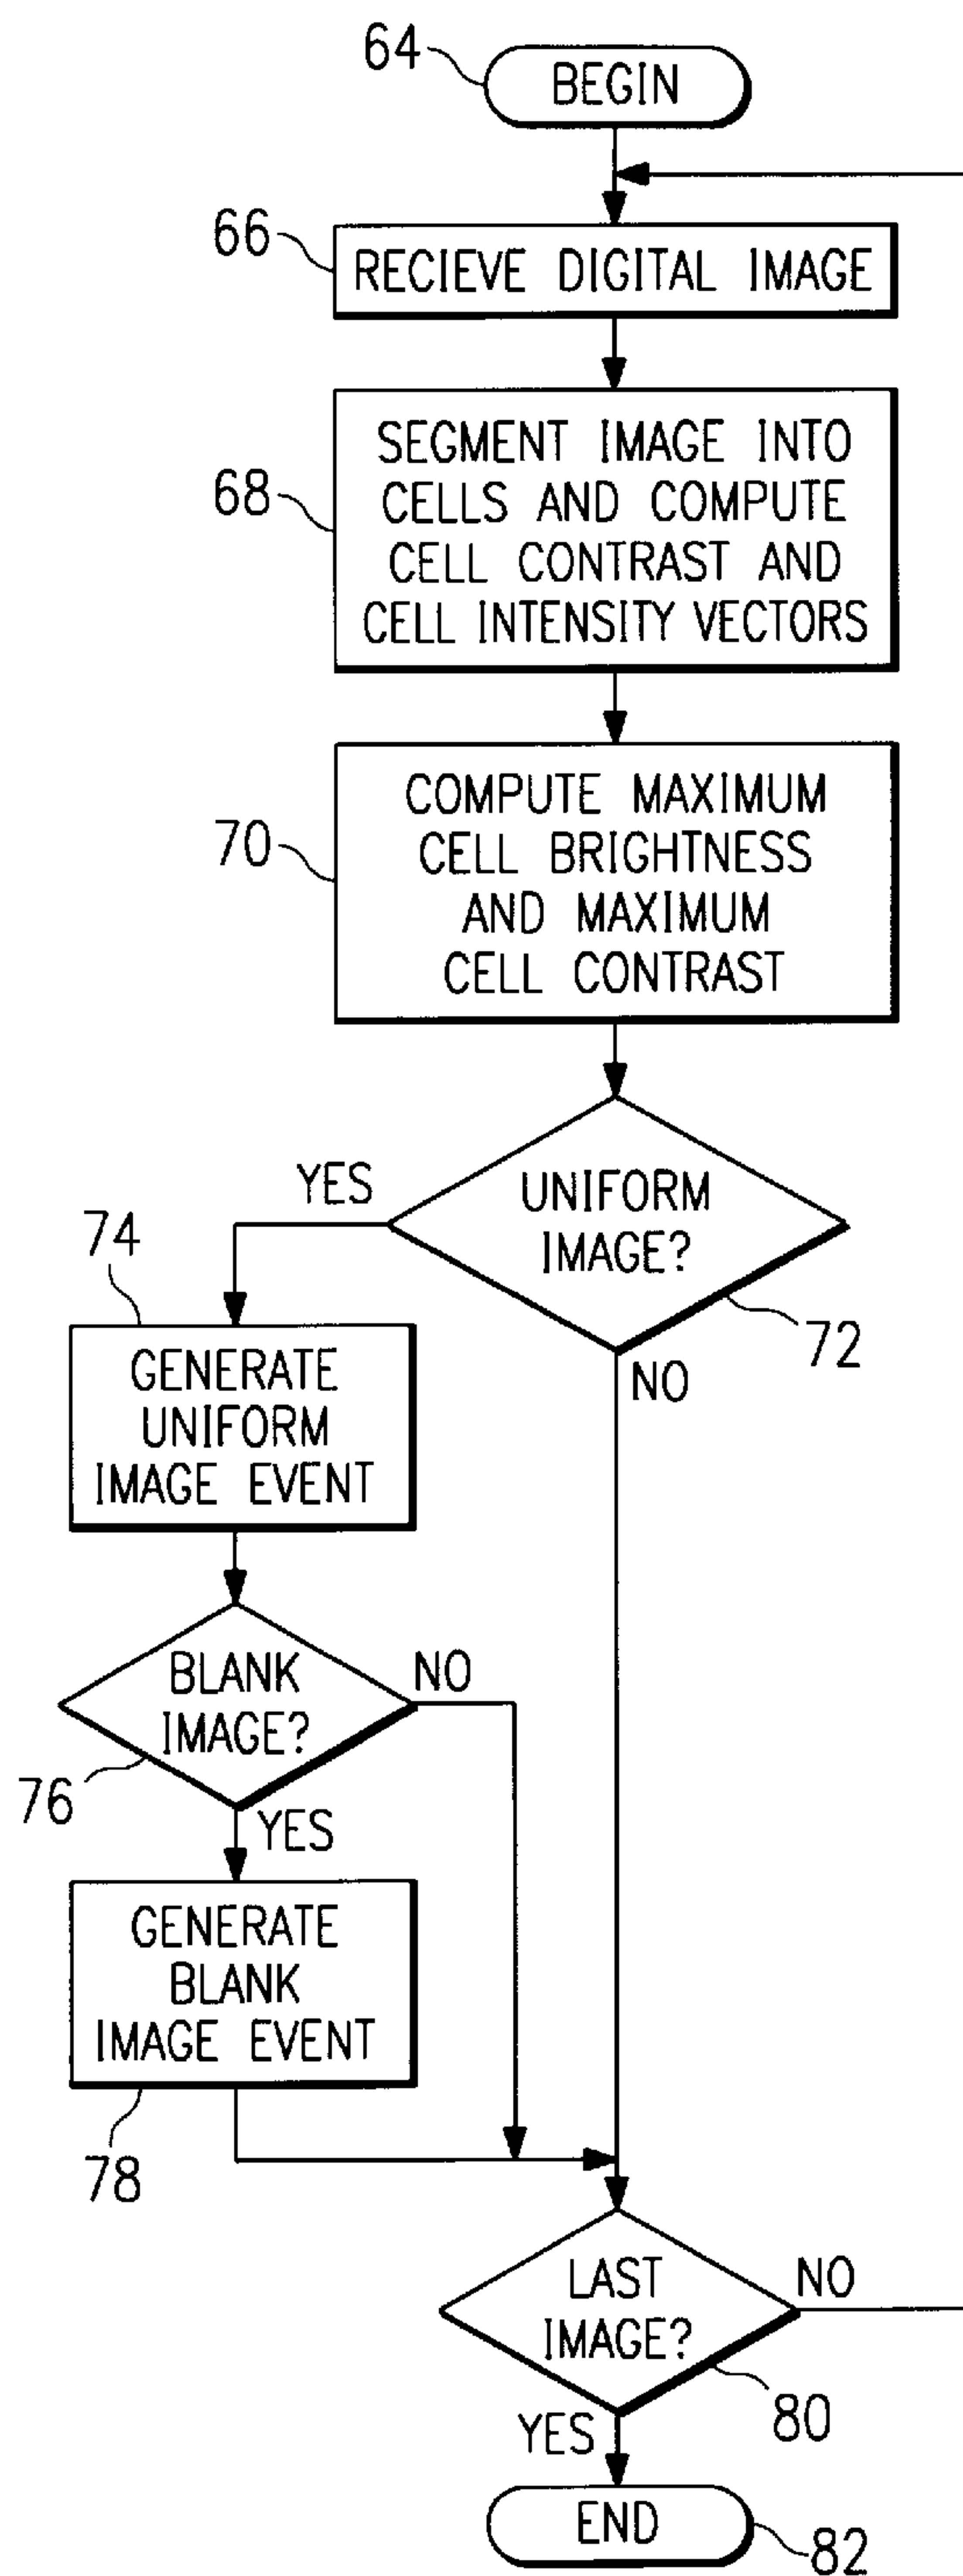 64
BEGIN
66
RECIEVE DIGITAL IMAGE
68
SEGMENT IMAGE INTO
CELLS AND COMPUTE
CELL CONTRAST AND
CELL INTENSITY VECTORS
70
COMPUTE MAXIMUM
CELL BRIGHTNESS
AND MAXIMUM
CELL CONTRAST
YES
UNIFORM
IMAGE?
72
NO
74
GENERATE
UNIFORM
IMAGE EVENT
BLANK
IMAGE?
NO
76
YES
GENERATE
BLANK
IMAGE EVENT
78
LAST
IMAGE?
NO
80
YES
END
82